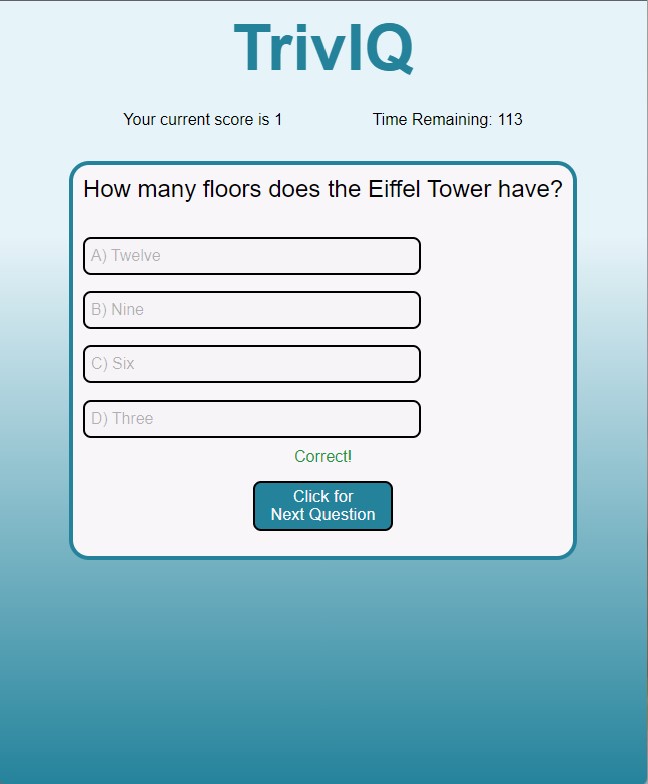 TrivIQ
Your current score is 1
Time Remaining: 113
How many floors does the Eiffel Tower have?
A) Twelve
B) Nine
C) Six
D) Three
Correct!
Click for
Next Question